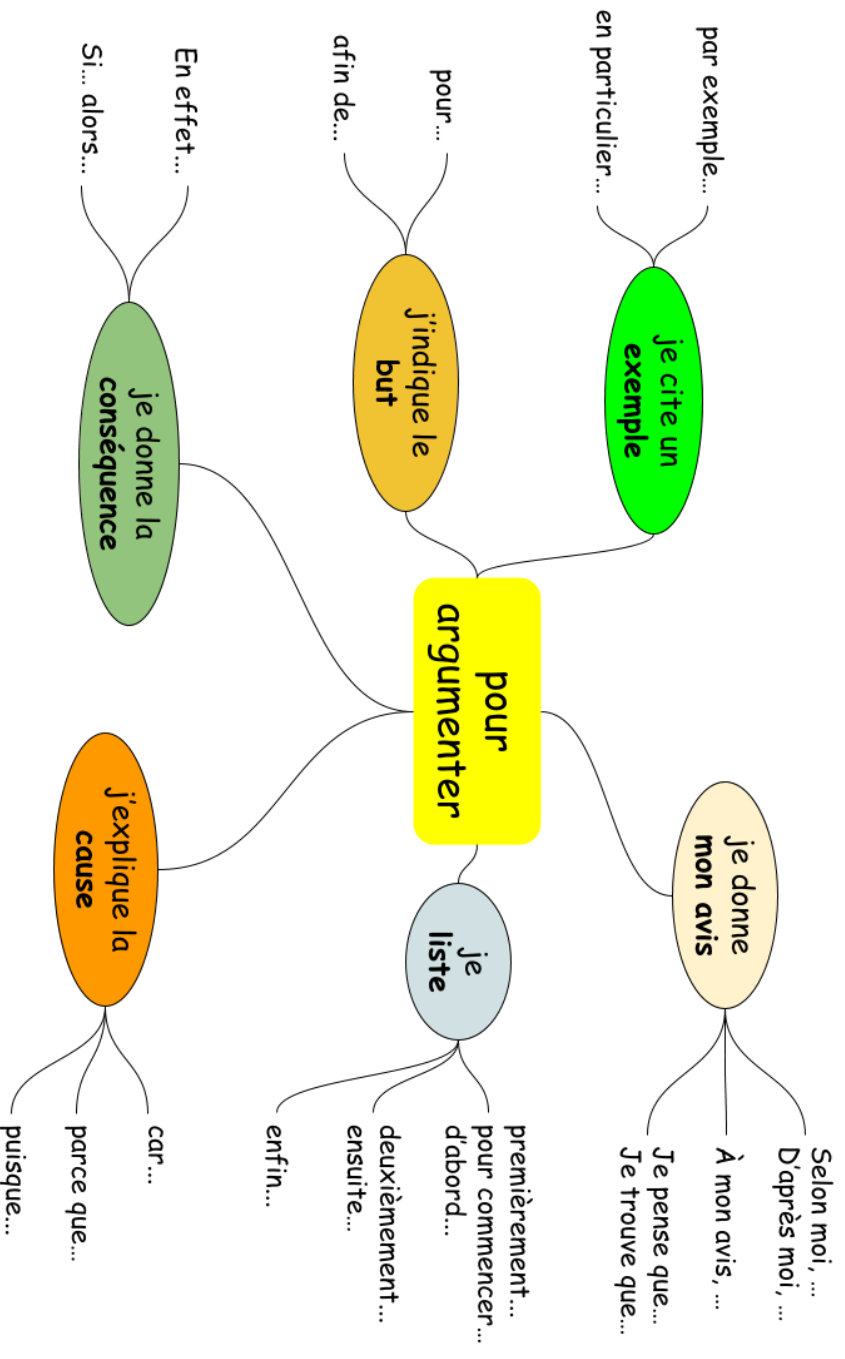 pour
argumenter
je cite un
exemple
par exemple...
en particulier...
j'indique le
but
pour...
afin de...
je donne la
conséquence
En effet...
Si... alors...
je donne
mon avis
Selon moi, ...
D'après moi, ...
À mon avis, ...
Je pense que...
Je trouve que...
je
liste
premièrement...
pour commencer...
d'abord...
deuxièmement...
ensuite...
enfin...
j'explique la
cause
car...
parce que...
puisque...